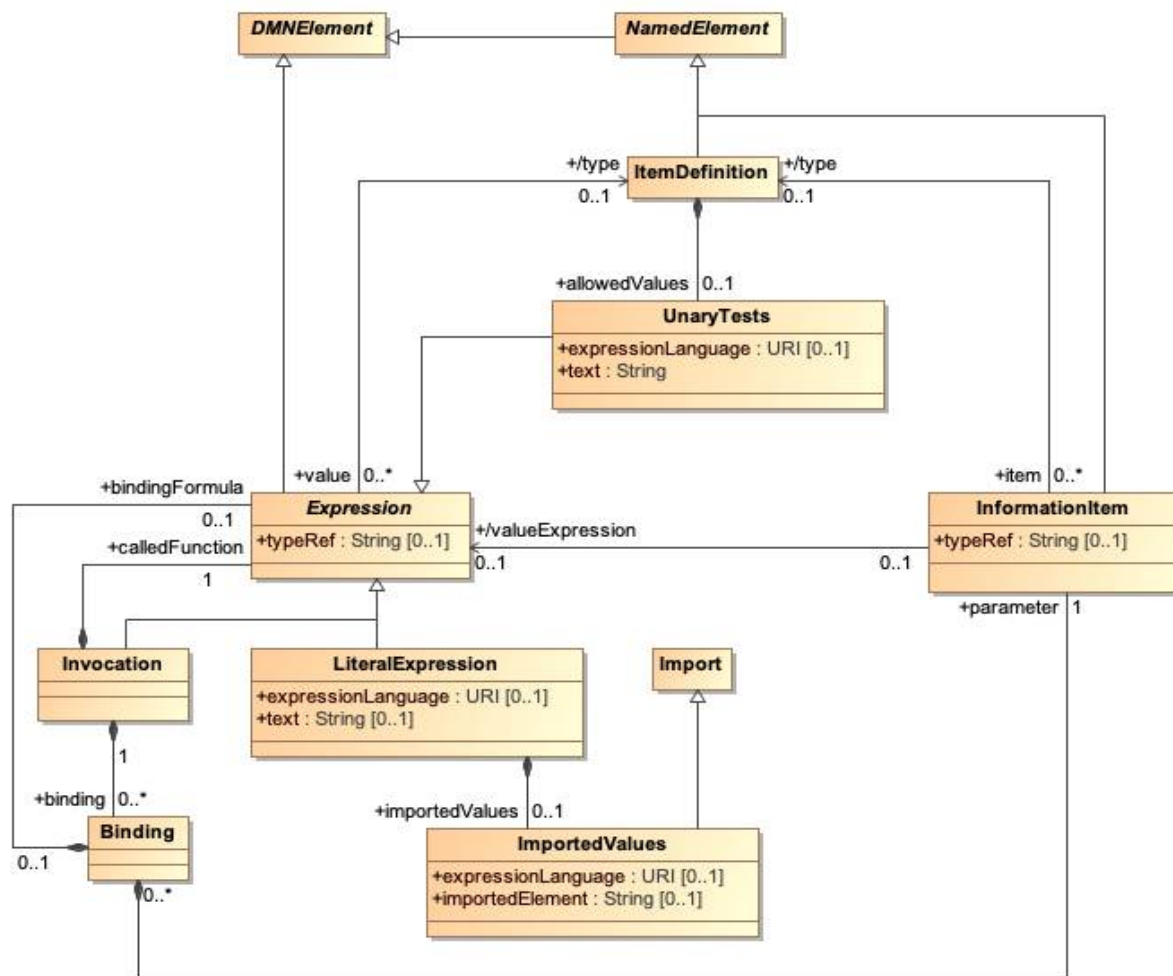 DMNElement
NamedElement
+/type
ItemDefinition
+/type
0..1
0..1
+allowedValues
0..1
UnaryTests
+expressionLanguage : URI [0..1]
+text : String
+bindingFormula
+value
0..*
+item
0..*
0..1
Expression
+typeRef : String [0..1]
+/valueExpression
0..1
0..1
InformationItem
+typeRef : String [0..1]
+calledFunction
1
+parameter
1
Invocation
LiteralExpression
+expressionLanguage : URI [0..1]
+text : String [0..1]
Import
1
+binding
0..*
+importedValues
0..1
Binding
0..1
0..*
ImportedValues
+expressionLanguage : URI [0..1]
+importedElement : String [0..1]